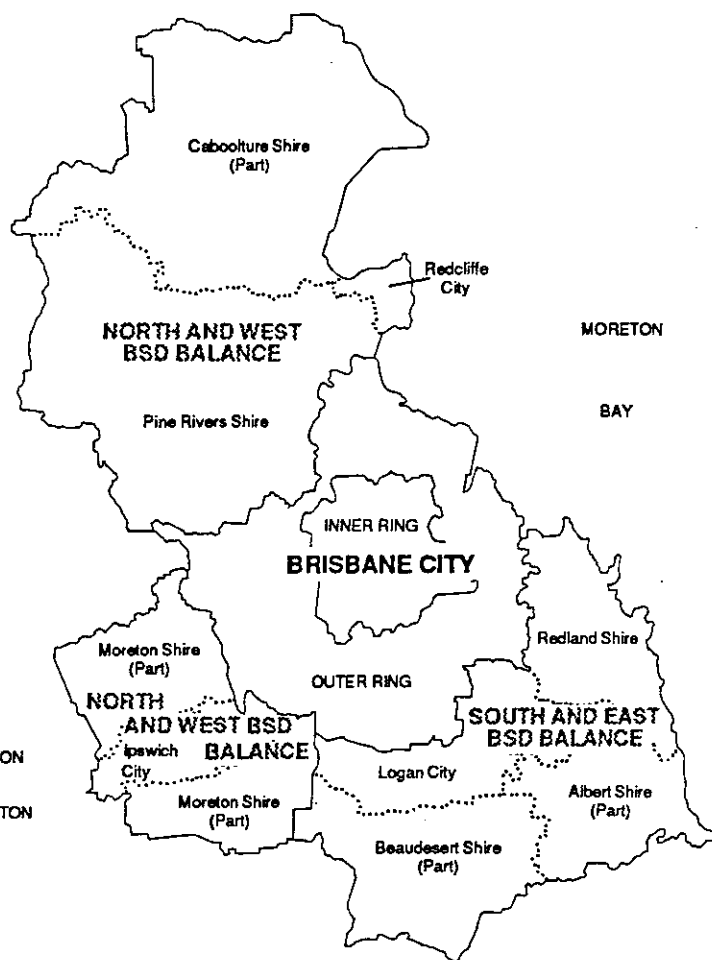 Caboolture Shire
(Part)
Redcliffe
City
NORTH AND WEST
BSD BALANCE
MORETON
BAY
Pine Rivers Shire
INNER RING
BRISBANE CITY
Moreton Shire
(Part)
Redland Shire
OUTER RING
NORTH
AND WEST BSD
BALANCE
SOUTH AND EAST
BSD BALANCE
Ipswich
City
ON
Logan City
Moreton Shire
(Part)
Albert Shire
(Part)
TON
Beaudesert Shire
(Part)